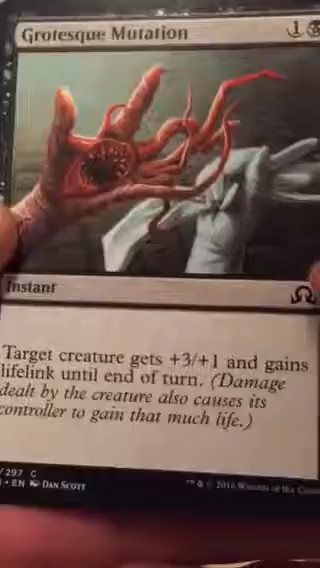 Grotesque Mutation 1
Instant
Target creature gets +3/+1 and gains
lifelink until end of turn. (Damage
dealt by the creature also causes its
controller to gain that much life.)
/297 C
• EN DAN SCOTT ™ & © 2016 Wizards of the Coast